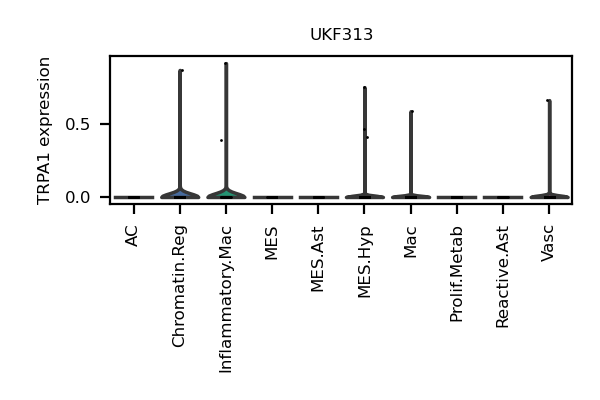 UKF313
TRPA1 expression
0.5
0.0
AC
Chromatin.Reg
Inflammatory.Mac
MES
MES.Ast
MES.Hyp
Mac
Prolif.Metab
Reactive.Ast
Vasc